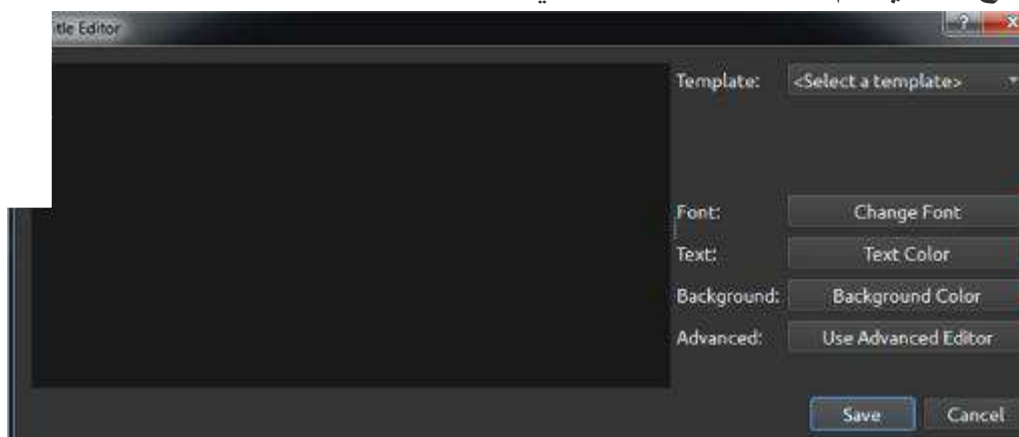 itle Editor
Template: <Select a template>
Font: Change Font
Text: Text Color
Background: Background Color
Advanced: Use Advanced Editor
Save Cancel